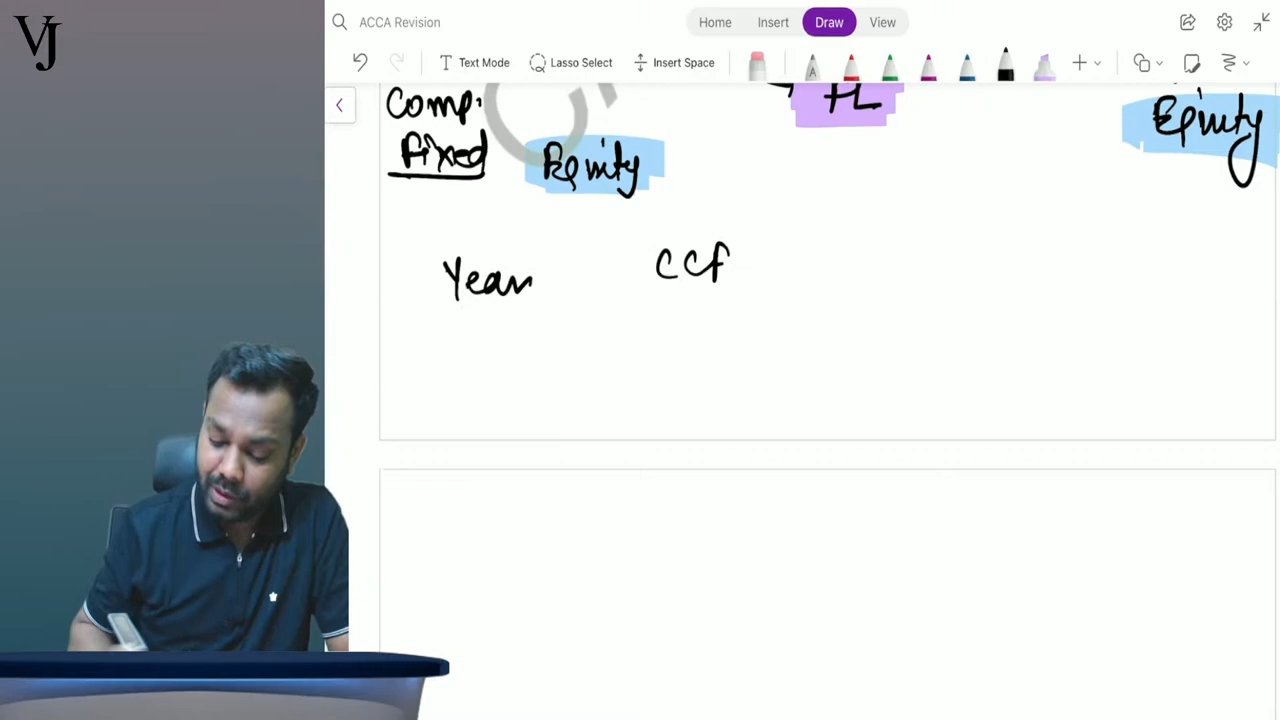 VJ
ACCA Revision
Home Insert Draw View
Text Mode Lasso Select Insert Space
Comp.
Fixed
Equity
FL
Equity
Year CCF